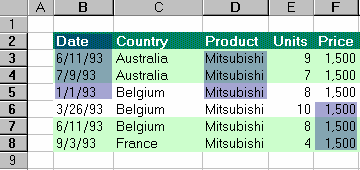 A B C D E F
1
2 Date Country Product Units Price
3 6/11/93 Australia Mitsubishi 9 1,500
4 7/9/93 Australia Mitsubishi 7 1,500
5 1/1/93 Belgium Mitsubishi 8 1,500
6 3/26/93 Belgium Mitsubishi 10 1,500
7 6/11/93 Belgium Mitsubishi 8 1,500
8 9/3/93 France Mitsubishi 4 1,500
9